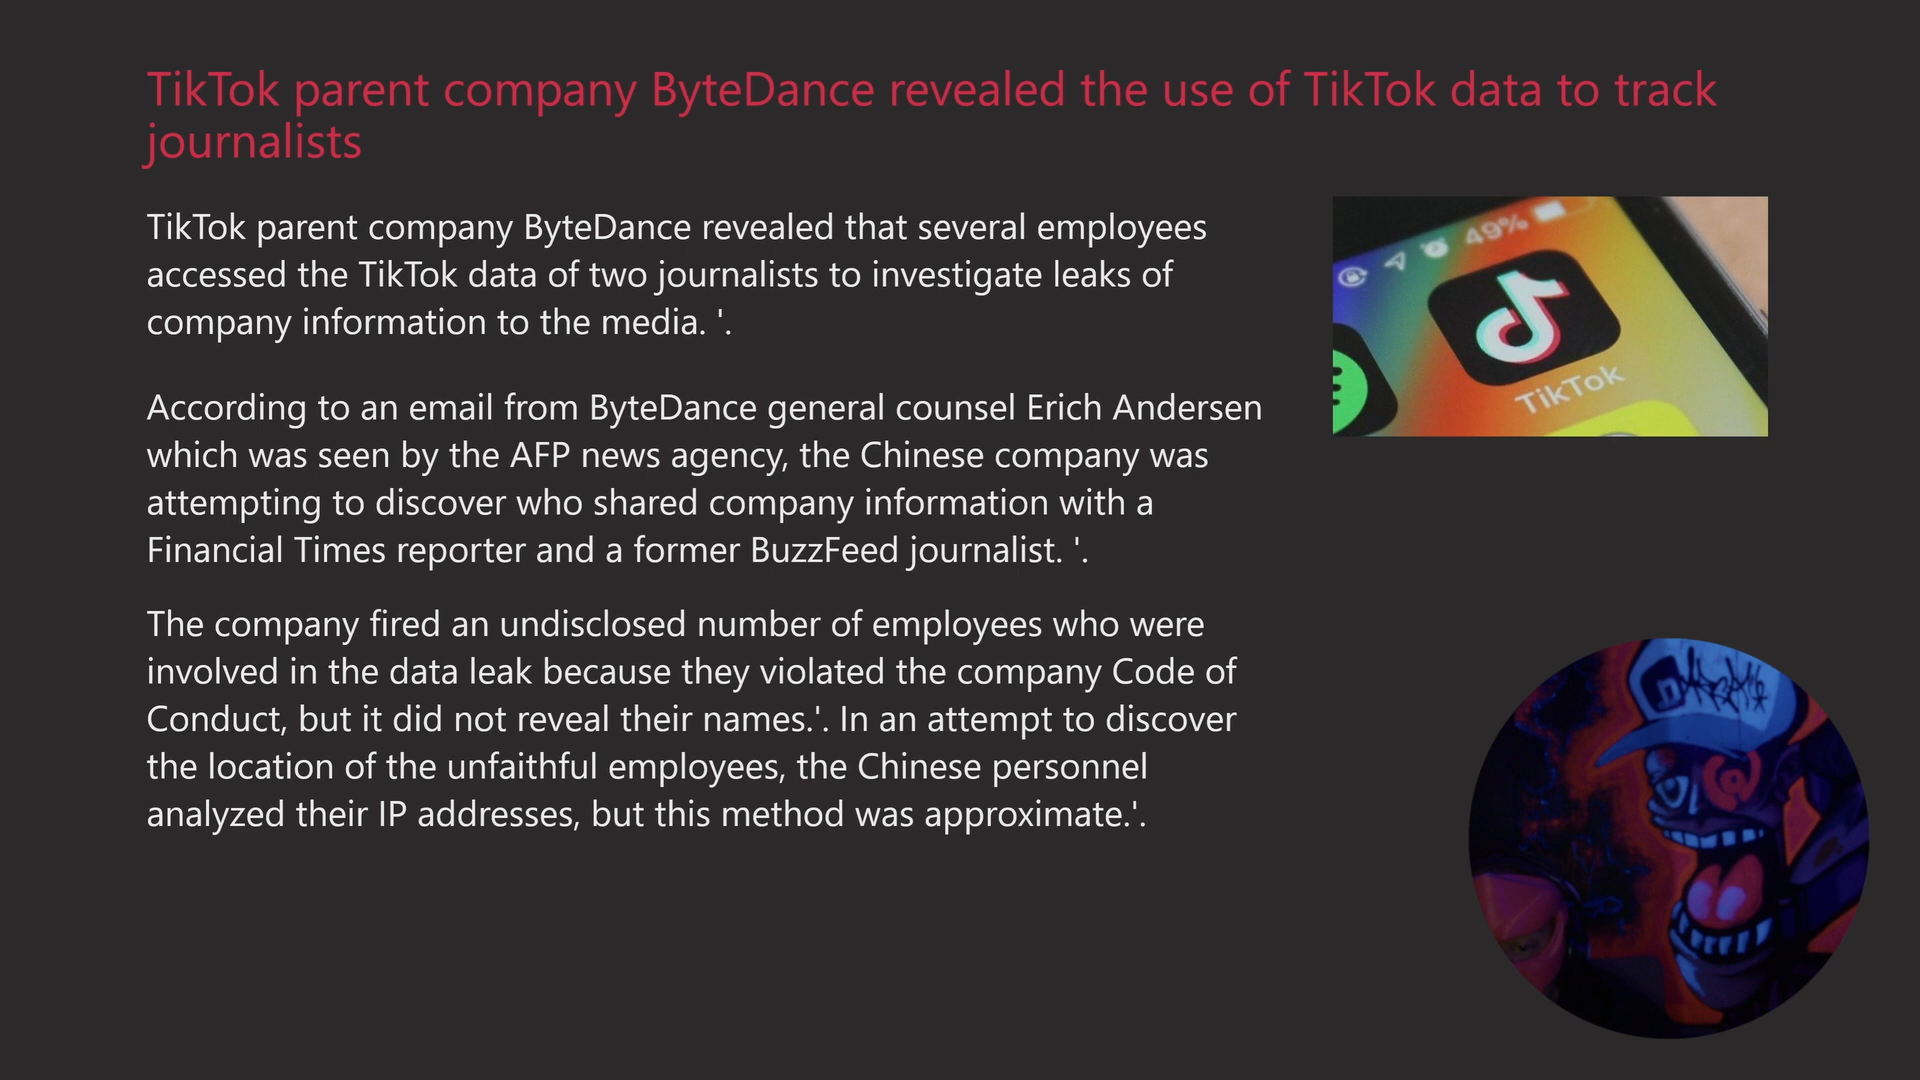 TikTok parent company ByteDance revealed the use of TikTok data to track
journalists
TikTok parent company ByteDance revealed that several employees
accessed the TikTok data of two journalists to investigate leaks of
company information to the media. '.
According to an email from ByteDance general counsel Erich Andersen
which was seen by the AFP news agency, the Chinese company was
attempting to discover who shared company information with a
Financial Times reporter and a former BuzzFeed journalist. '.
The company fired an undisclosed number of employees who were
involved in the data leak because they violated the company Code of
Conduct, but it did not reveal their names.'. In an attempt to discover
the location of the unfaithful employees, the Chinese personnel
analyzed their IP addresses, but this method was approximate.'.
49%
TikTok